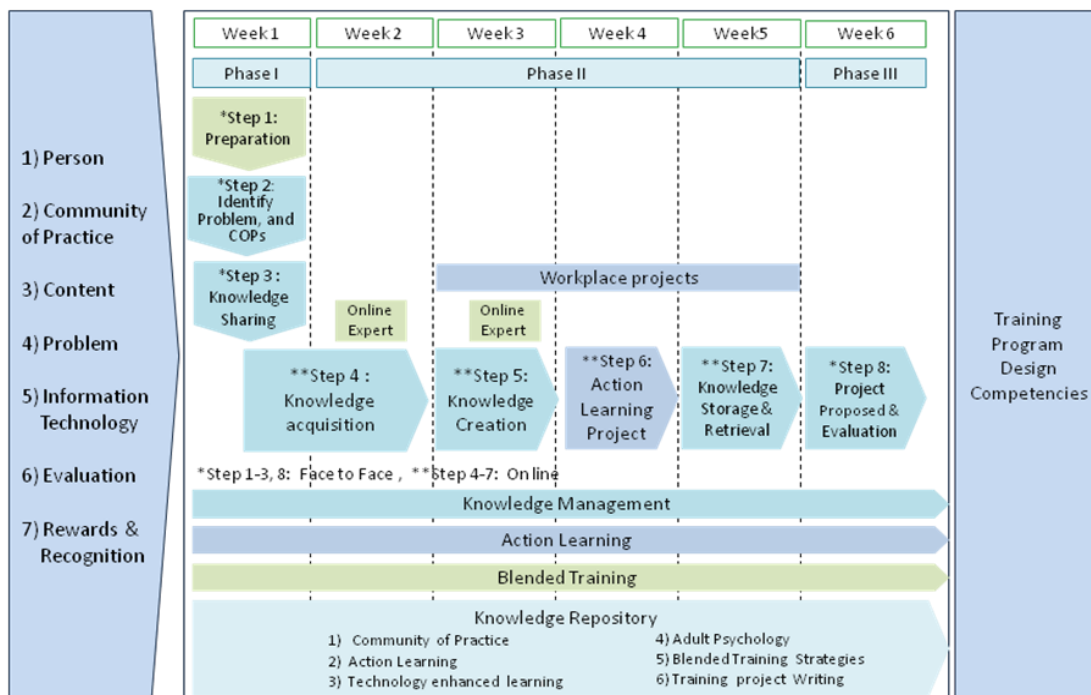 1) Person
2) Community
of Practice
3) Content
4) Problem
5) Information
Technology
6) Evaluation
7) Rewards &
Recognition
Week 1
Week 2
Week 3
Week 4
Week5
Week 6
Phase I
Phase II
Phase III
*Step 1:
Preparation
*Step 2:
Identify
Problem, and
COPs
*Step 3 :
Knowledge
Sharing
Workplace projects
Online
Expert
Online
Expert
**Step 4 :
Knowledge
acquisition
**Step 5:
Knowledge
Creation
**Step 6:
Action
Learning
Project
**Step 7:
Knowledge
Storage &
Retrieval
*Step 8:
Project
Proposed &
Evaluation
*Step 1-3, 8: Face to Face , **Step 4-7: Online
Knowledge Management
Action Learning
Blended Training
Knowledge Repository
1) Community of Practice
2) Action Learning
3) Technology enhanced learning
4) Adult Psychology
5) Blended Training Strategies
6) Training project Writing
Training
Program
Design
Competencies